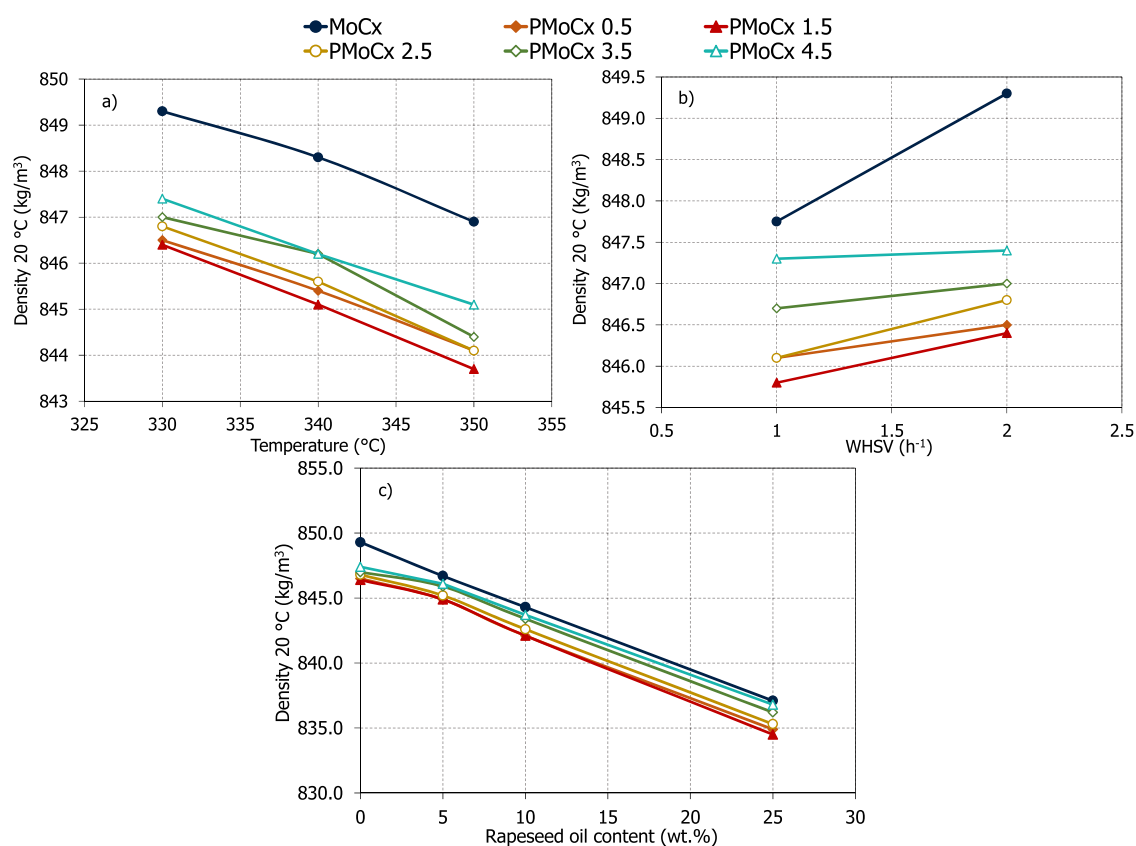 MoCx PMoCx 0.5 PMoCx 1.5
PMoCx 2.5 PMoCx 3.5 PMoCx 4.5
a)
Density 20 °C (kg/m³)
850
849
848
847
846
845
844
843
325 330 335 340 345 350 355
Temperature (°C)
b)
Density 20 °C (Kg/m³)
849.5
849.0
848.5
848.0
847.5
847.0
846.5
846.0
845.5
0.5 1 1.5 2 2.5
WHSV (h⁻¹)
c)
Density 20 °C (kg/m³)
855.0
850.0
845.0
840.0
835.0
830.0
0 5 10 15 20 25 30
Rapeseed oil content (wt.%)